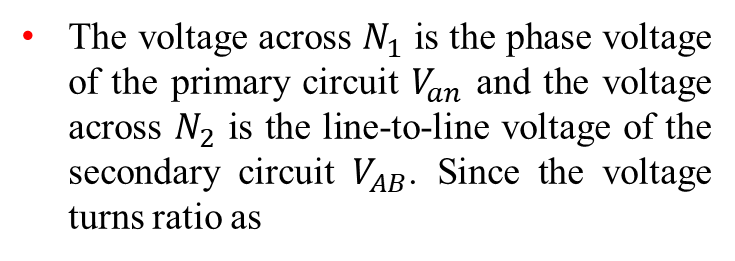 • The voltage across N₁ is the phase voltage
of the primary circuit Vₐₙ and the voltage
across N₂ is the line-to-line voltage of the
secondary circuit V_AB. Since the voltage
turns ratio as